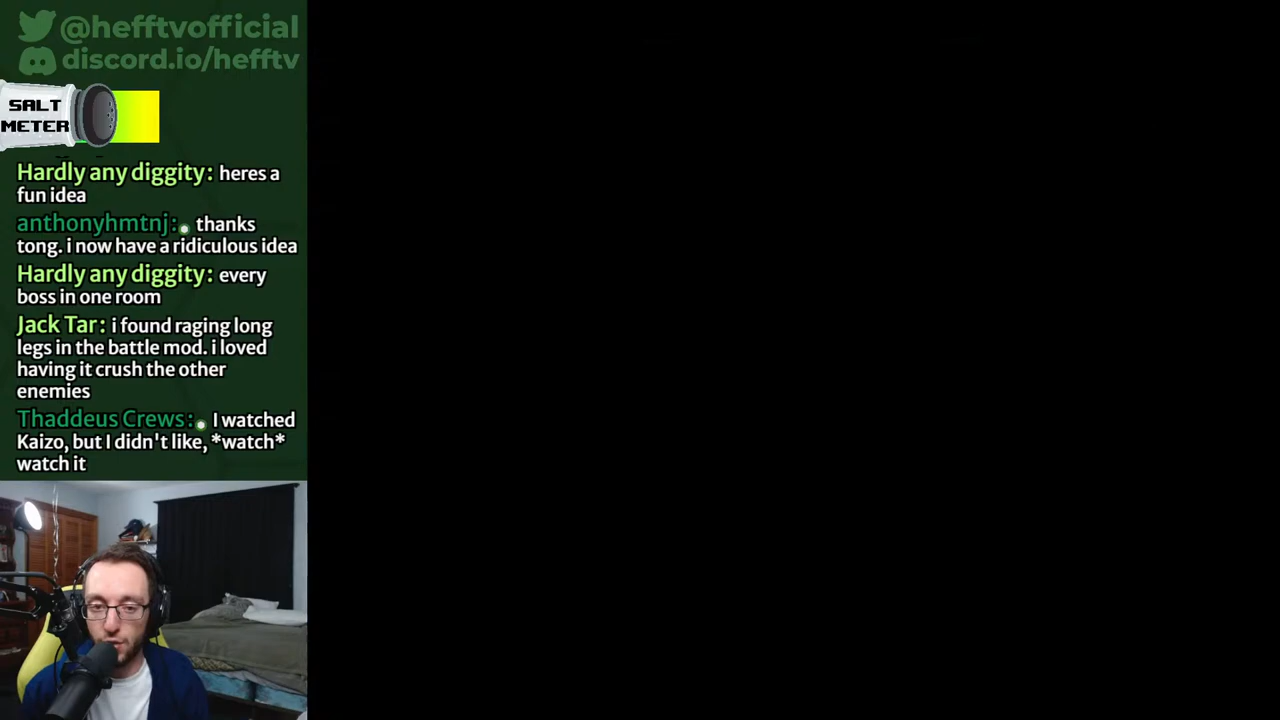 @hefftvofficial
discord.io/hefftv
SALT
METER
Hardly any diggity: heres a
fun idea
anthonyhmtnj: thanks
tong. i now have a ridiculous idea
Hardly any diggity: every
boss in one room
Jack Tar: i found raging long
legs in the battle mod. i loved
having it crush the other
enemies
Thaddeus Crews: I watched
Kaizo, but I didn't like, *watch*
watch it